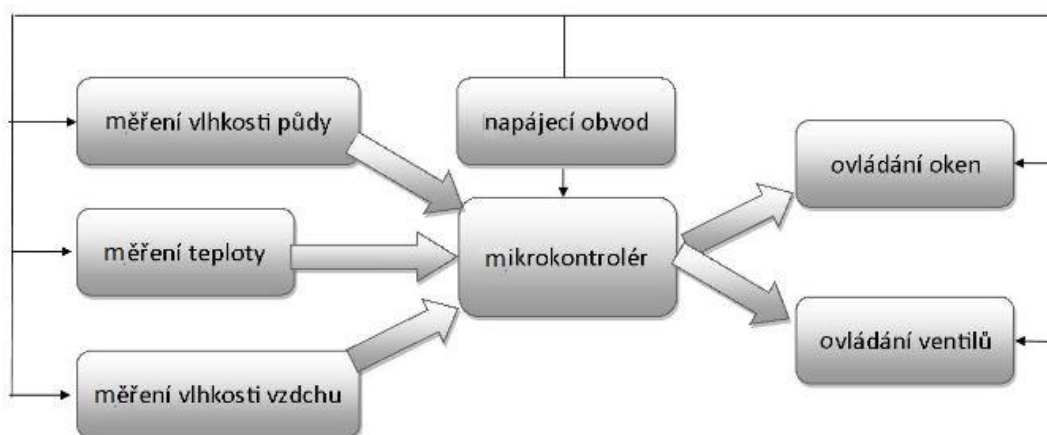 měření vlhkosti půdy
napájecí obvod
ovládání oken
měření teploty
mikrokontrolér
ovládání ventilů
měření vlhkosti vzdchu